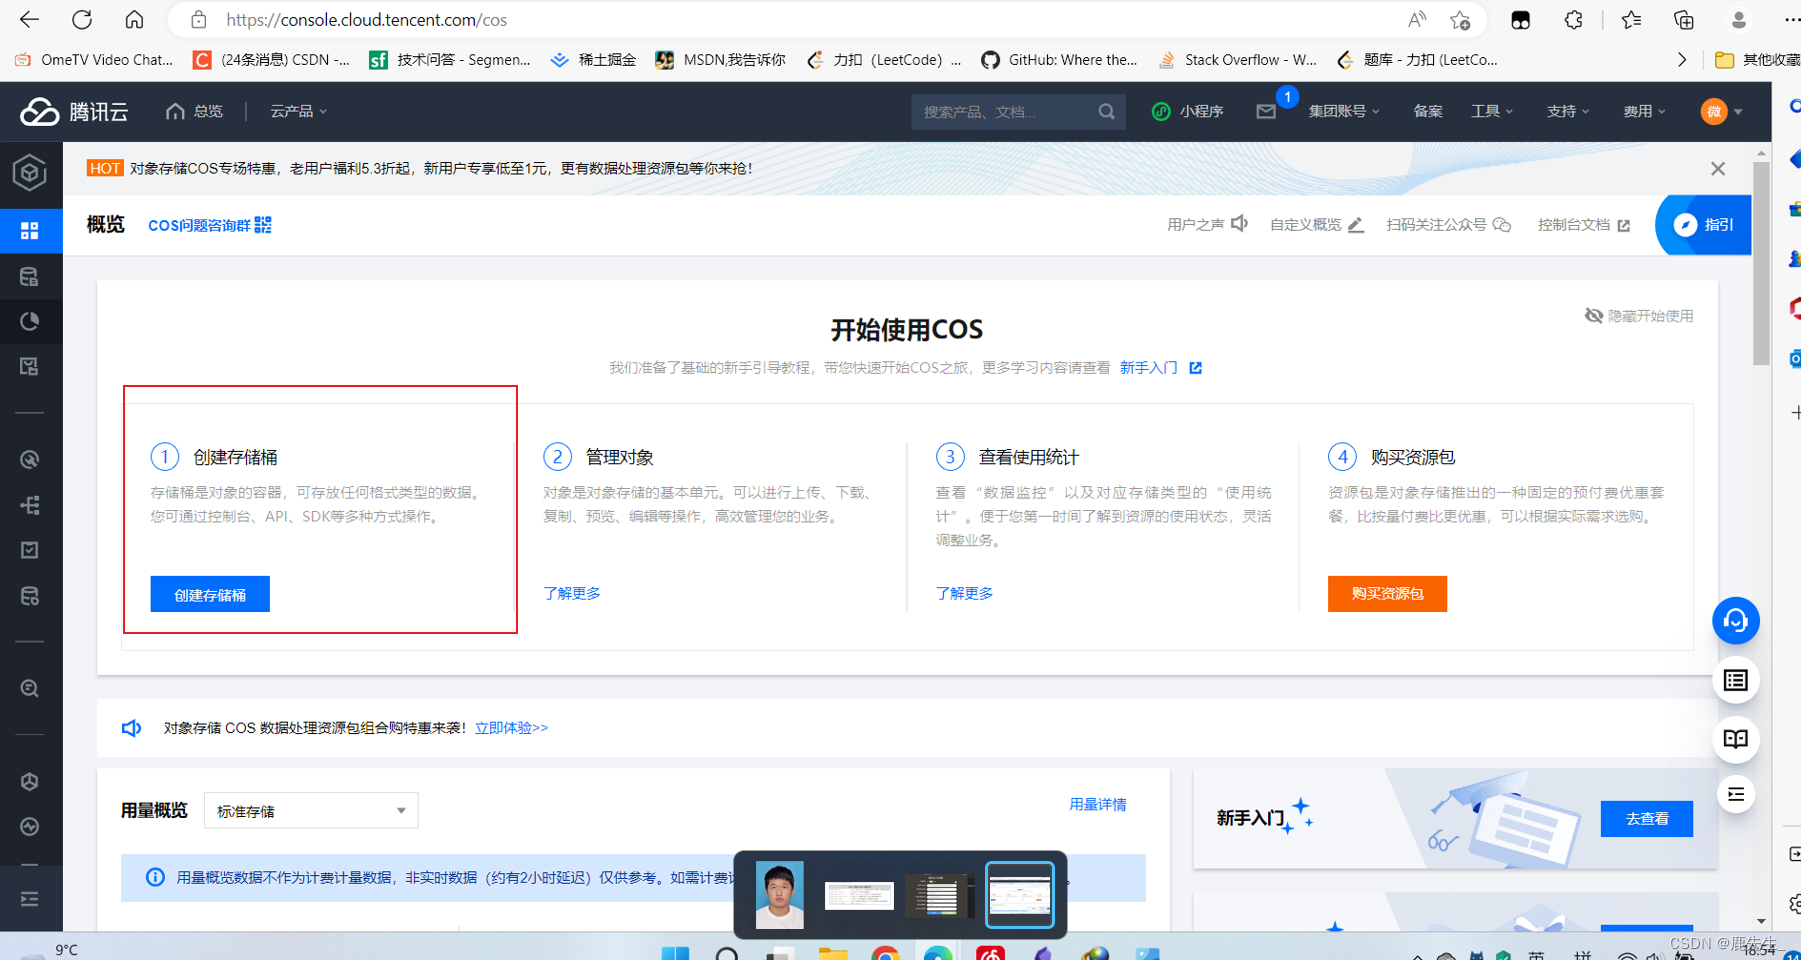 https://console.cloud.tencent.com/cos
OmeTV Video Chat...
(24条消息) CSDN -...
技术问答 - Segmen...
稀土掘金
MSDN,我告诉你
力扣 (LeetCode) ...
GitHub: Where the...
Stack Overflow - W...
题库 - 力扣 (LeetCo...
其他收藏
腾讯云 总览 云产品
搜索产品、文档... 小程序 1 集团账号 备案 工具 支持 费用 微
HOT 对象存储COS专场特惠，老用户福利5.3折起，新用户专享低至1元，更有数据处理资源包等你来抢！
概览 COS问题咨询群 用户之声 自定义概览 扫码关注公众号 控制台文档 指引
隐藏开始使用
开始使用COS
我们准备了基础的新手引导教程，带您快速开始COS之旅，更多学习内容请查看 新手入门
1 创建存储桶
存储桶是对象的容器，可存放任何格式类型的数据。
您可通过控制台、API、SDK等多种方式操作。
创建存储桶
2 管理对象
对象是对象存储的基本单元。可以进行上传、下载、
复制、预览、编辑等操作，高效管理您的业务。
了解更多
3 查看使用统计
查看“数据监控”以及对应存储类型的“使用统
计”。便于您第一时间了解到资源的使用状态，灵活
调整业务。
了解更多
4 购买资源包
资源包是对象存储推出的一种固定的预付费优惠套
餐，比按量付费比更优惠，可以根据实际需求选购。
购买资源包
对象存储 COS 数据处理资源包组合购特惠来袭！ 立即体验>>
用量概览 标准存储 用量详情
用量概览数据不作为计费计量数据，非实时数据（约有2小时延迟）仅供参考。如需计费
新手入门 去查看
9°C
英 拼
16:54
CSDN @鹿先生_